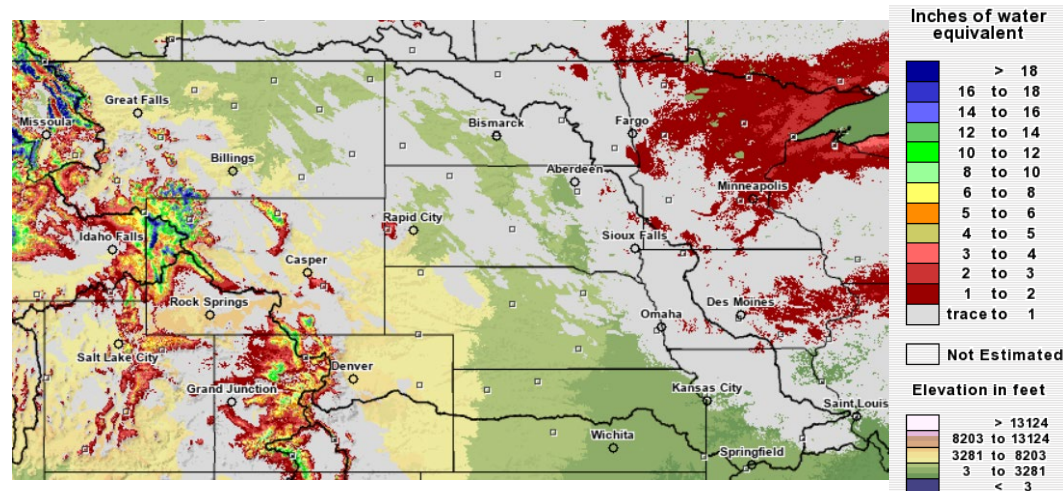 Great Falls
Missoula
Billings
Bismarck
Fargo
Aberdeen
Minneapolis
Idaho Falls
Rapid City
Sioux Falls
Casper
Rock Springs
Des Moines
Omaha
Salt Lake City
Denver
Grand Junction
Kansas City
Saint Louis
Wichita
Springfield
Inches of water
equivalent
> 18
16 to 18
14 to 16
12 to 14
10 to 12
8 to 10
6 to 8
5 to 6
4 to 5
3 to 4
2 to 3
1 to 2
trace to 1
Not Estimated
Elevation in feet
> 13124
8203 to 13124
3281 to 8203
3 to 3281
< 3